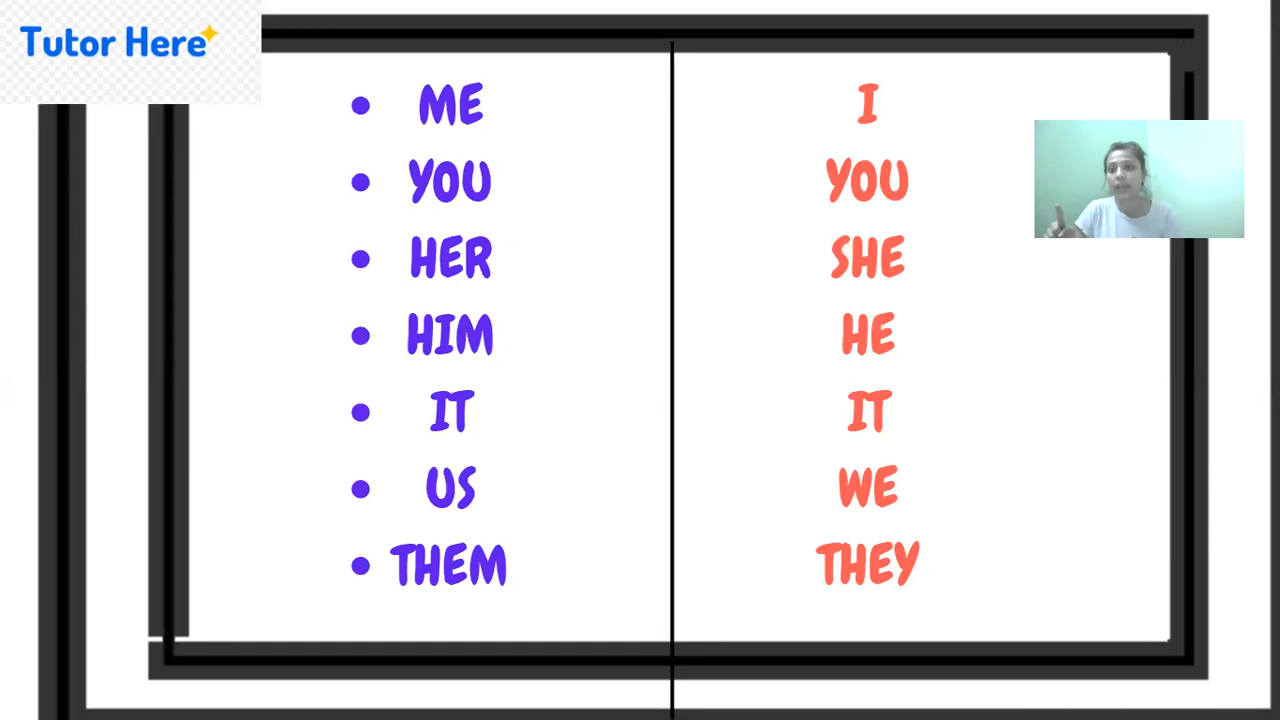 Tutor Here
ME I
YOU YOU
HER SHE
HIM HE
IT IT
US WE
THEM THEY